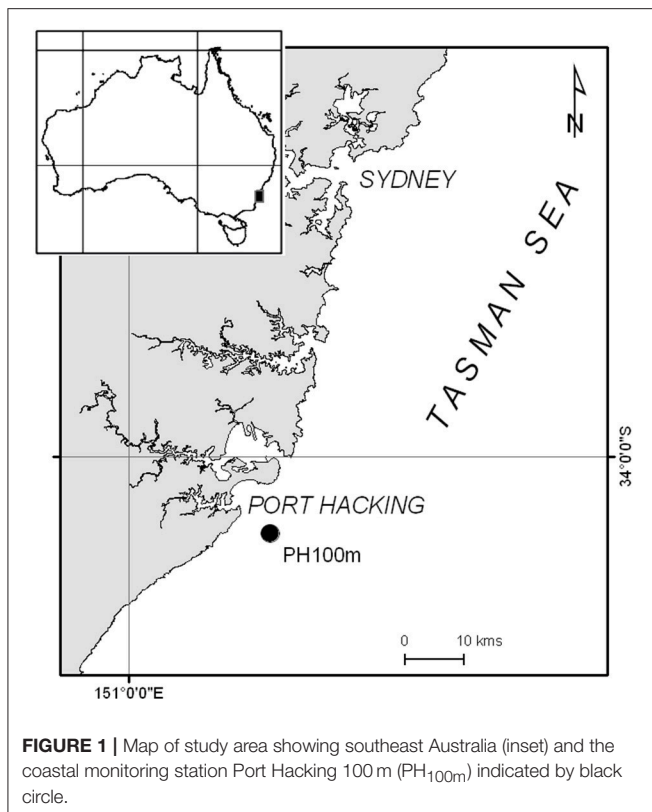 N
SYDNEY
TASMAN SEA
34°0'0"S
PORT HACKING
PH100m
0 10 kms
151°0'0"E
FIGURE 1 | Map of study area showing southeast Australia (inset) and the
coastal monitoring station Port Hacking 100 m (PH100m) indicated by black
circle.